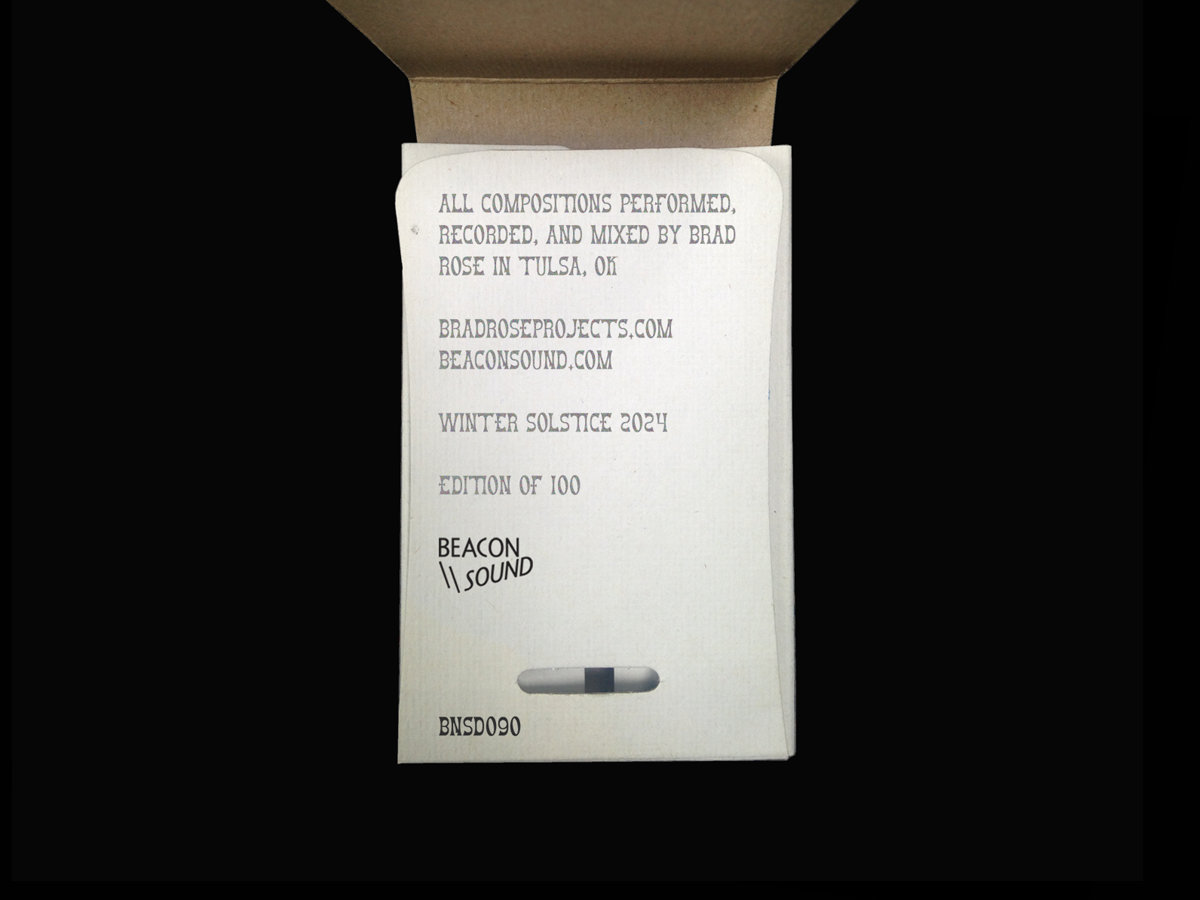 ALL COMPOSITIONS PERFORMED,
RECORDED, AND MIXED BY BRAD
ROSE IN TULSA, OK
BRADROSEPROJECTS.COM
BEACONSOUND.COM
WINTER SOLSTICE 2024
EDITION OF 100
BEACON
\\ SOUND
BNSD090